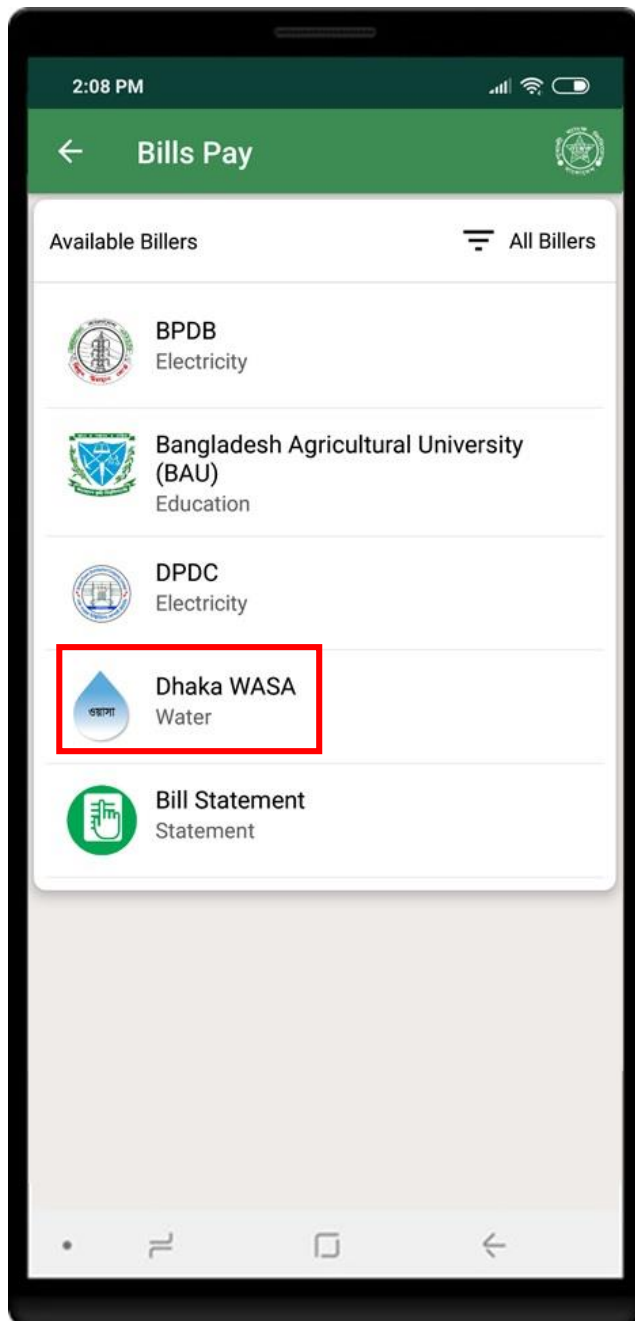 2:08 PM
Bills Pay
Available Billers
All Billers
BPDB
Electricity
Bangladesh Agricultural University
(BAU)
Education
DPDC
Electricity
ওয়াসা
Dhaka WASA
Water
Bill Statement
Statement